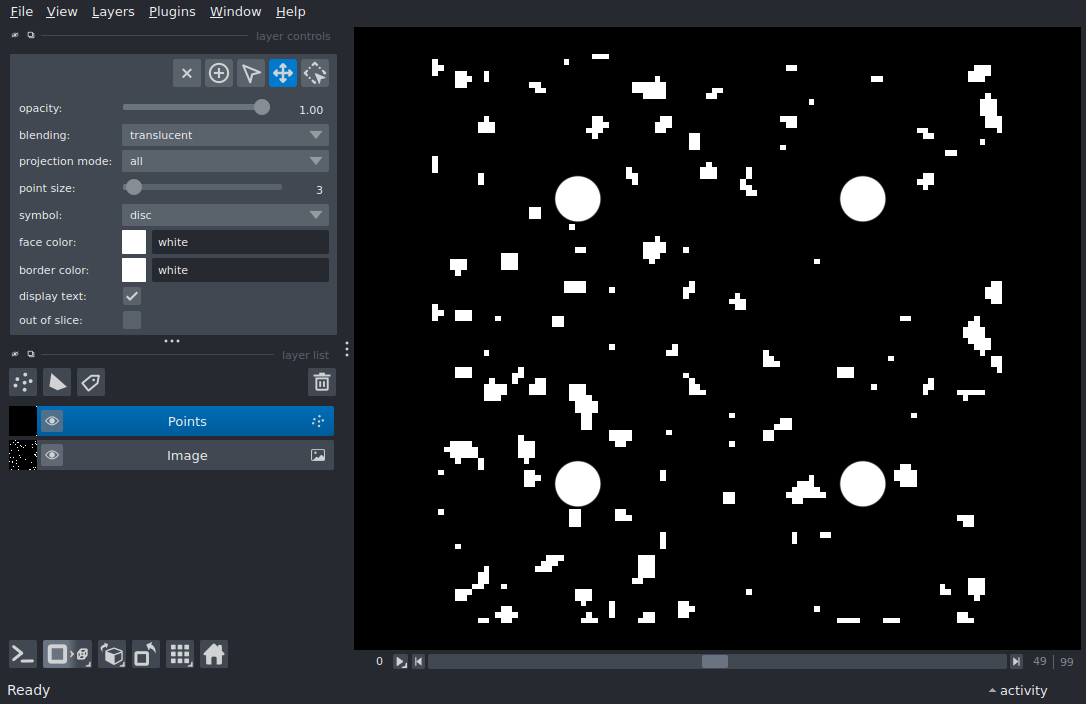 File View Layers Plugins Window Help
layer controls
opacity: 1.00
blending: translucent
projection mode: all
point size: 3
symbol: disc
face color: white
border color: white
display text:
out of slice:
layer list
Points
Image
0 49 99
Ready activity